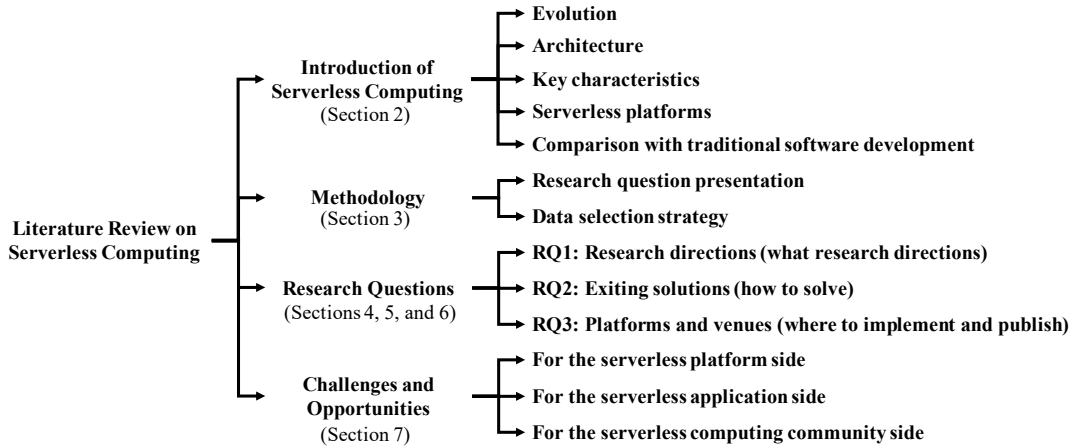 Literature Review on
Serverless Computing
Introduction of
Serverless Computing
(Section 2)
Evolution
Architecture
Key characteristics
Serverless platforms
Comparison with traditional software development
Methodology
(Section 3)
Research question presentation
Data selection strategy
Research Questions
(Sections 4, 5, and 6)
RQ1: Research directions (what research directions)
RQ2: Exiting solutions (how to solve)
RQ3: Platforms and venues (where to implement and publish)
Challenges and
Opportunities
(Section 7)
For the serverless platform side
For the serverless application side
For the serverless computing community side